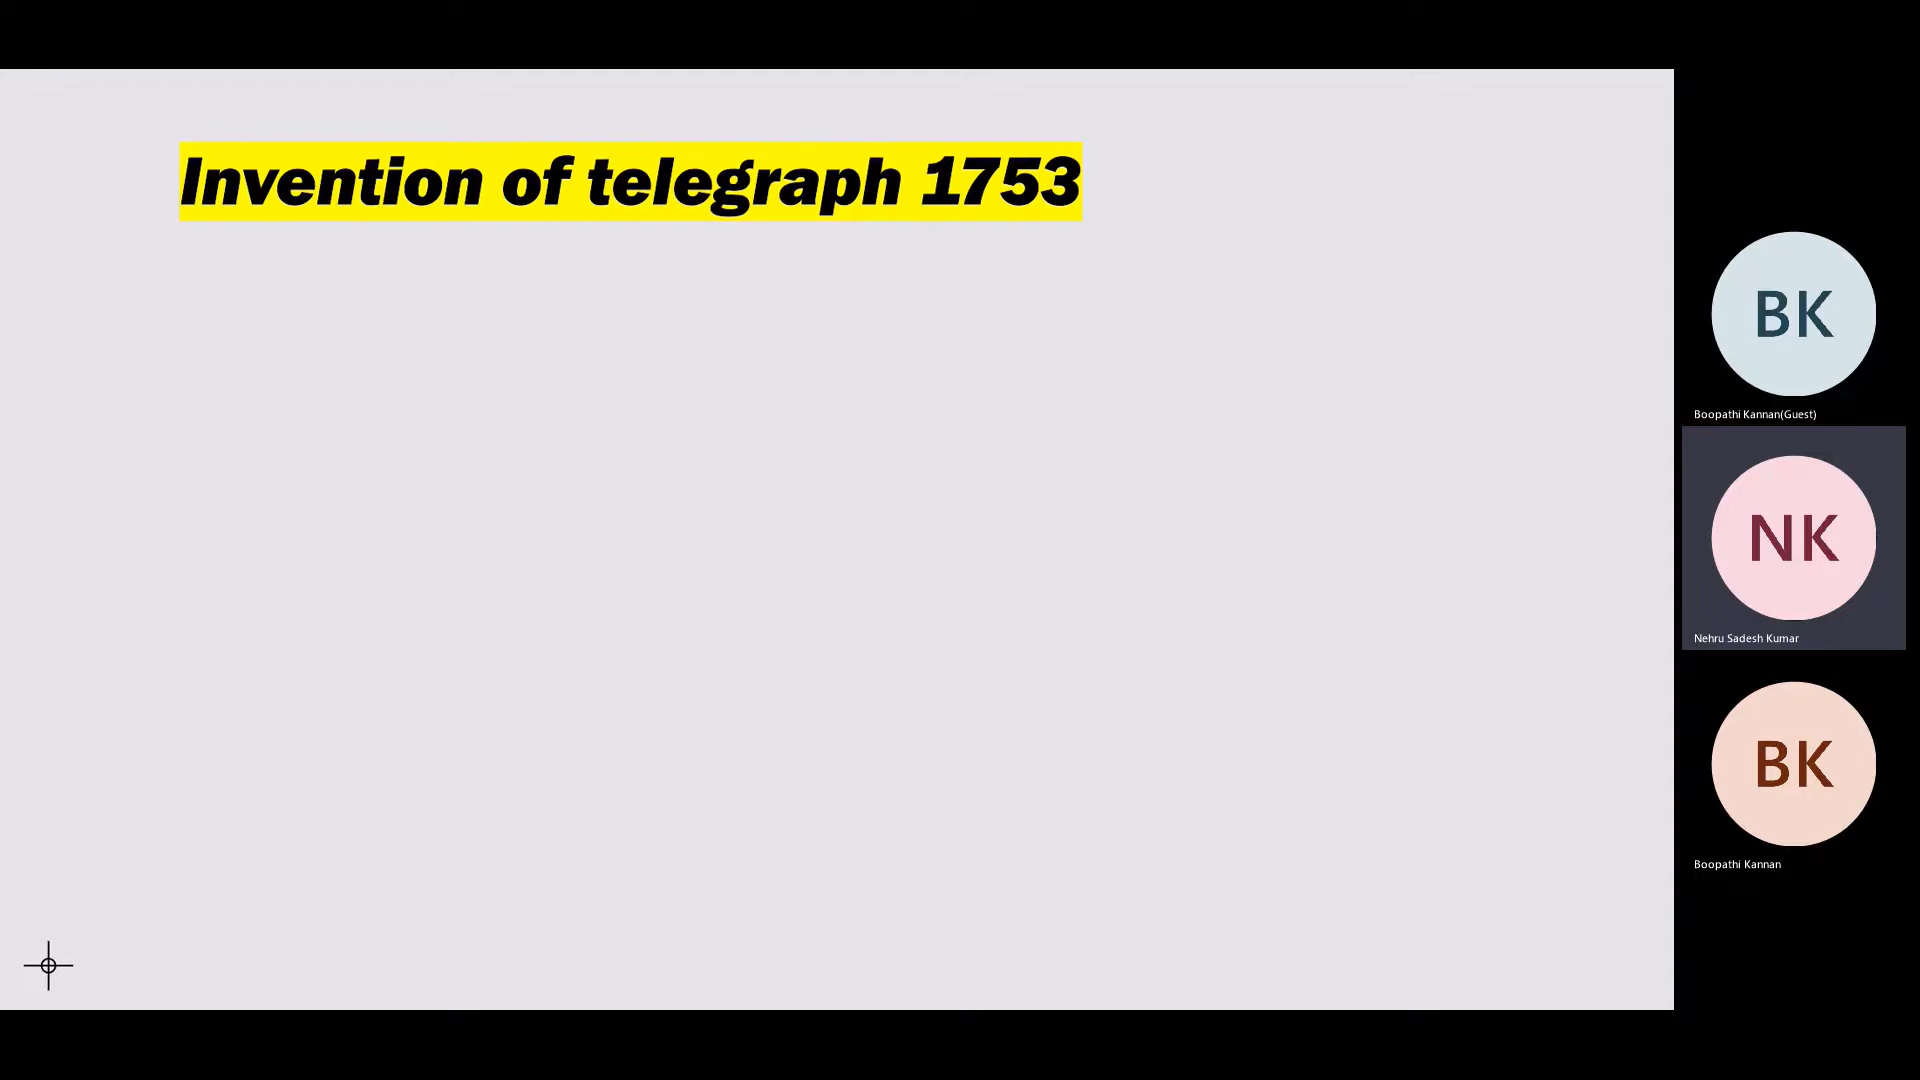 Invention of telegraph 1753
BK
Boopathi Kannan(Guest)
NK
Nehru Sadesh Kumar
BK
Boopathi Kannan